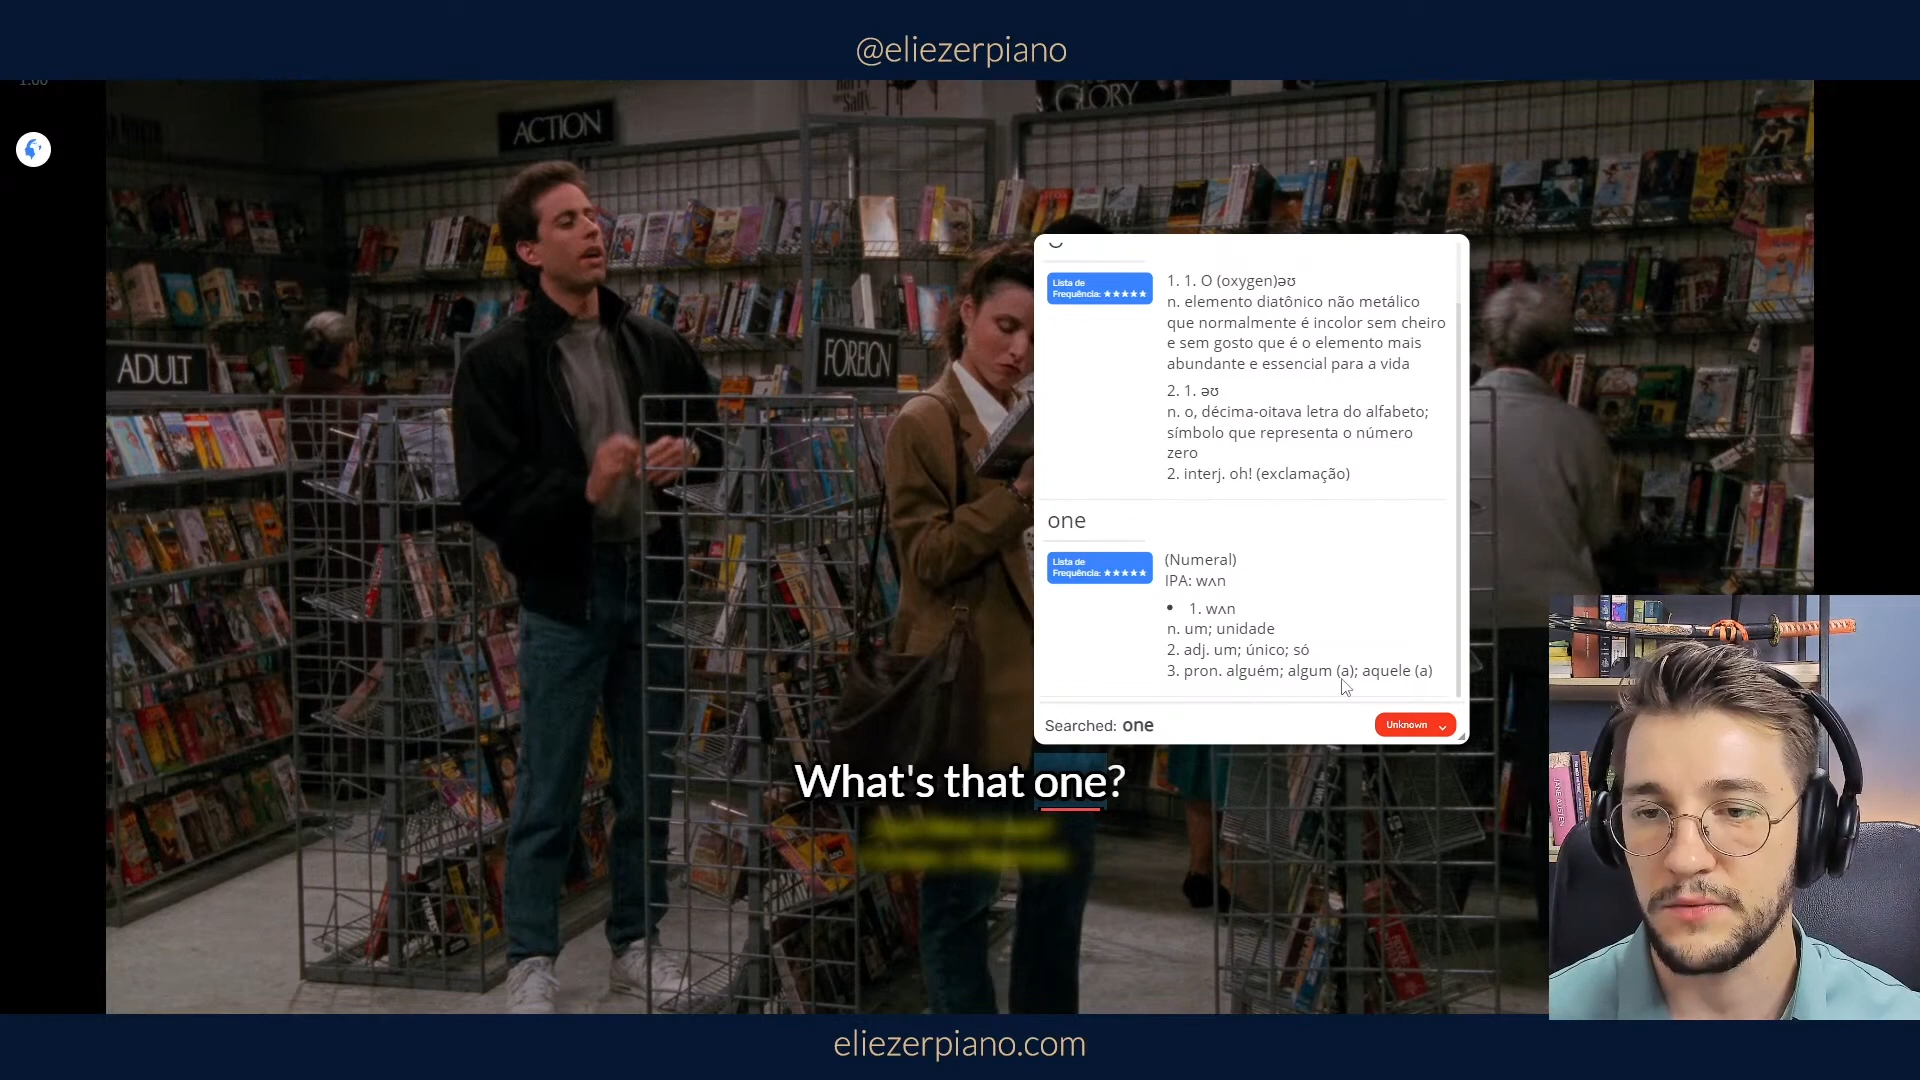 @eliezerpiano
1:00
GLORY
ACTION
ADULT
FOREIGN
Lista de
Frequência: ★★★★★
1. 1. O (oxygen)əʊ
n. elemento diatônico não metálico
que normalmente é incolor sem cheiro
e sem gosto que é o elemento mais
abundante e essencial para a vida
2. 1. əʊ
n. o, décima-oitava letra do alfabeto;
símbolo que representa o número
zero
2. interj. oh! (exclamação)
one
Lista de
Frequência: ★★★★★
(Numeral)
IPA: wʌn
• 1. wʌn
n. um; unidade
2. adj. um; único; só
3. pron. alguém; algum (a); aquele (a)
Searched: one
Unknown
What's that one?
JANE AUSTEN
eliezerpiano.com